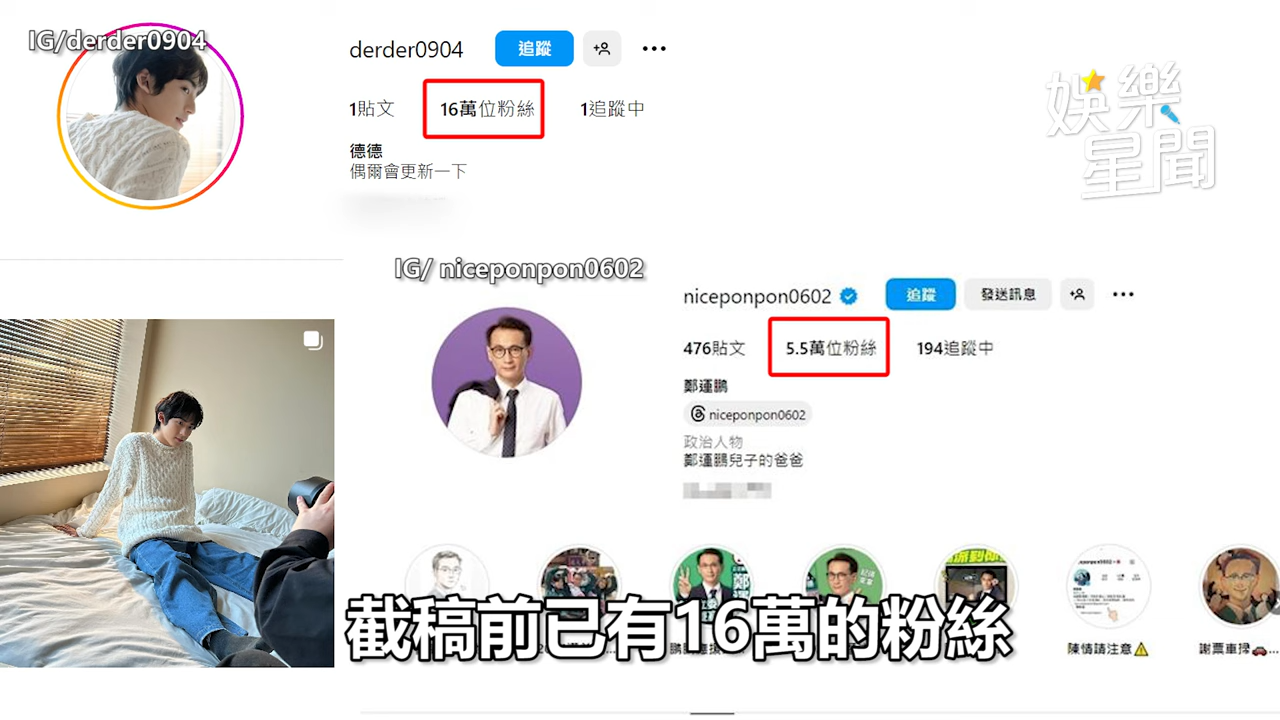 IG/derder0904
derder0904
追蹤
1貼文
16萬位粉絲
1追蹤中
德德
偶爾會更新一下
娛樂
星聞
IG/ niceponpon0602
niceponpon0602
追蹤
發送訊息
476貼文
5.5萬位粉絲
194追蹤中
鄭運鵬
niceponpon0602
政治人物
鄭運鵬兒子的爸爸
截稿前已有16萬的粉絲
陳情請注意⚠️
謝票車掃🚗...